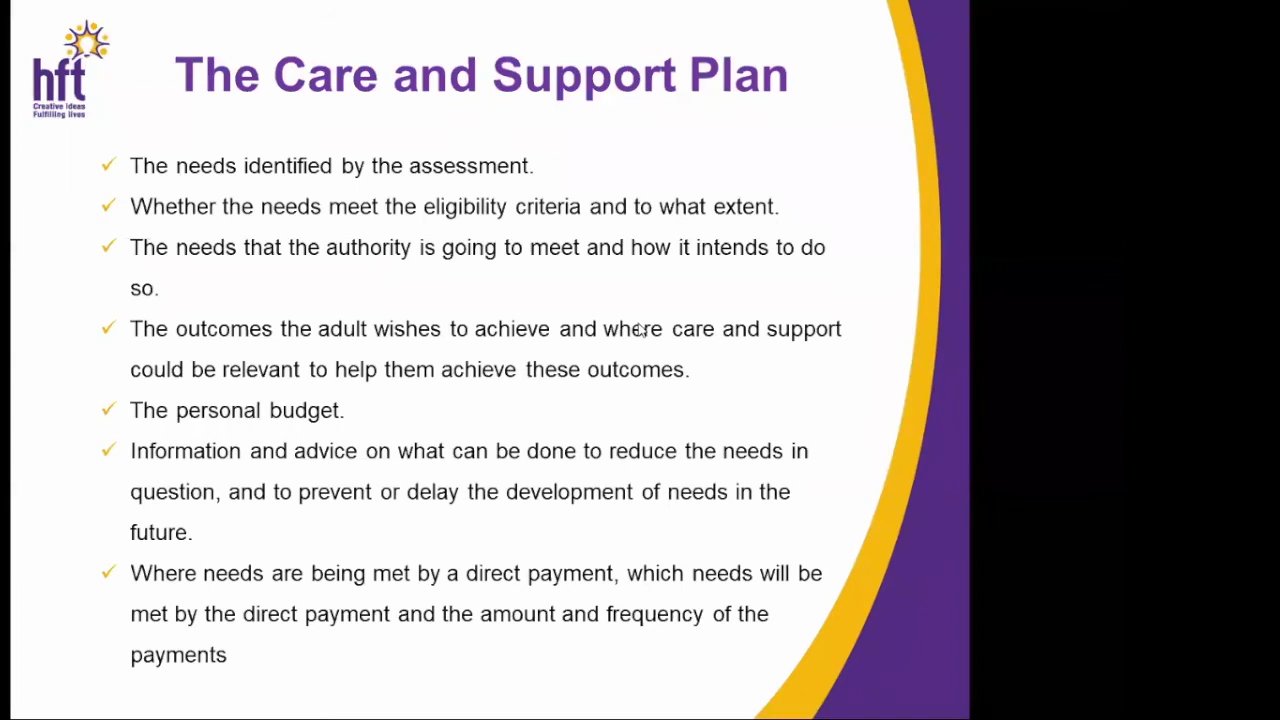 hft
Creative ideas
Fulfilling lives
The Care and Support Plan
The needs identified by the assessment.
Whether the needs meet the eligibility criteria and to what extent.
The needs that the authority is going to meet and how it intends to do
so.
The outcomes the adult wishes to achieve and where care and support
could be relevant to help them achieve these outcomes.
The personal budget.
Information and advice on what can be done to reduce the needs in
question, and to prevent or delay the development of needs in the
future.
Where needs are being met by a direct payment, which needs will be
met by the direct payment and the amount and frequency of the
payments